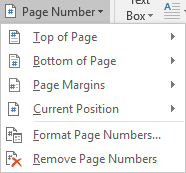 Page Number
Text
Box
Top of Page
Bottom of Page
Page Margins
Current Position
Format Page Numbers...
Remove Page Numbers